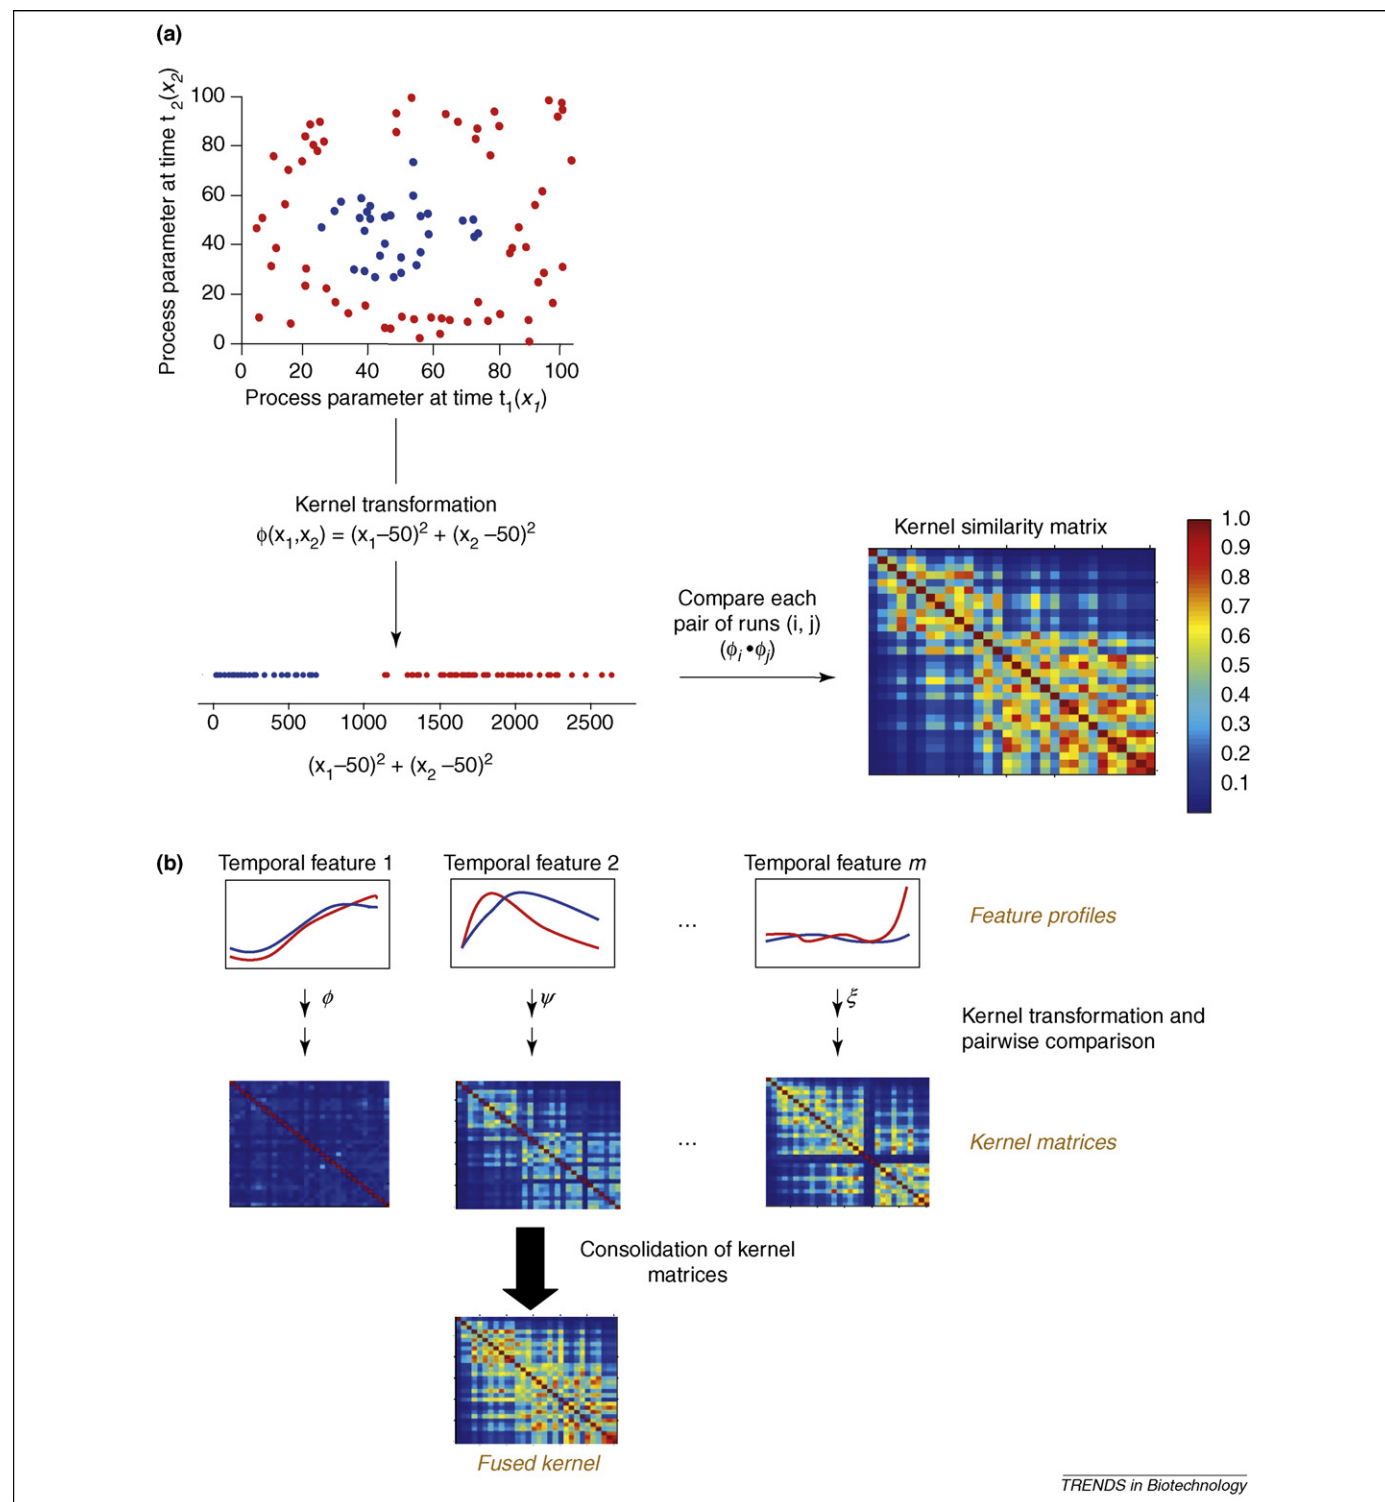 (a)
Process parameter at time t2(x2)
100
80
60
40
20
0
0 20 40 60 80 100
Process parameter at time t1(x1)
Kernel transformation
ϕ(x1,x2) = (x1–50)² + (x2 –50)²
0 500 1000 1500 2000 2500
(x1–50)² + (x2 –50)²
Compare each
pair of runs (i, j)
(ϕi •ϕj)
Kernel similarity matrix
1.0
0.9
0.8
0.7
0.6
0.5
0.4
0.3
0.2
0.1
(b)
Temporal feature 1 Temporal feature 2 Temporal feature m
...
Feature profiles
ϕ ψ ξ
Kernel transformation and
pairwise comparison
...
Kernel matrices
Consolidation of kernel
matrices
Fused kernel
TRENDS in Biotechnology